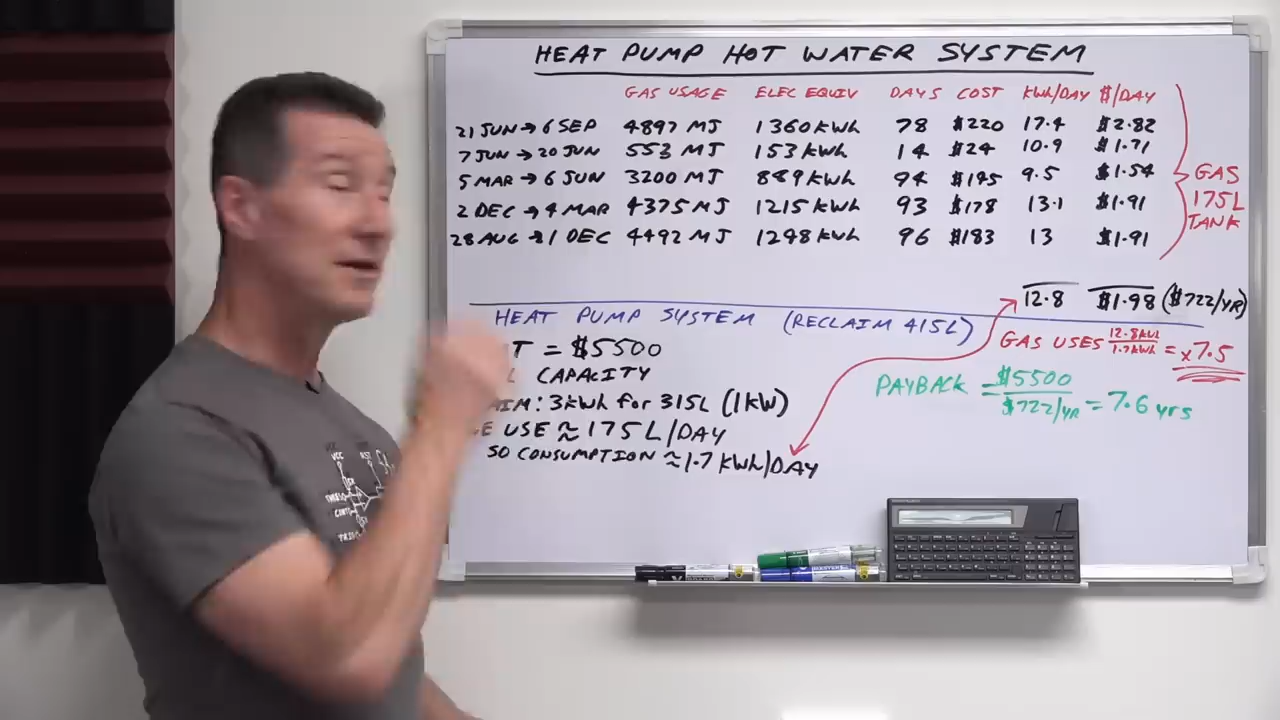 HEAT PUMP HOT WATER SYSTEM
GAS USAGE ELEC EQUIV DAYS COST KWh/DAY $/DAY
21 JUN → 6 SEP 4897 MJ 1360 KWh 78 $220 17.4 $2.82
7 JUN → 20 JUN 553 MJ 153 KWh 14 $24 10.9 $1.71
5 MAR → 6 JUN 3200 MJ 889 KWh 94 $145 9.5 $1.54
2 DEC → 4 MAR 4375 MJ 1215 KWh 93 $178 13.1 $1.91
28 AUG → 1 DEC 4492 MJ 1248 KWh 96 $183 13 $1.91
GAS
175L
TANK
12.8 $1.98 ($722/YR)
HEAT PUMP SYSTEM (RECLAIM 415L)
GAS USES 12.8KWh/1.7KWh = x7.5
T = $5500
CAPACITY
PAYBACK = $5500/$722/YR = 7.6 yrs
IM: 3kWh for 315L (1kW)
E USE ≈ 175L/DAY
SO CONSUMPTION ≈ 1.7 KWh/DAY
VCC